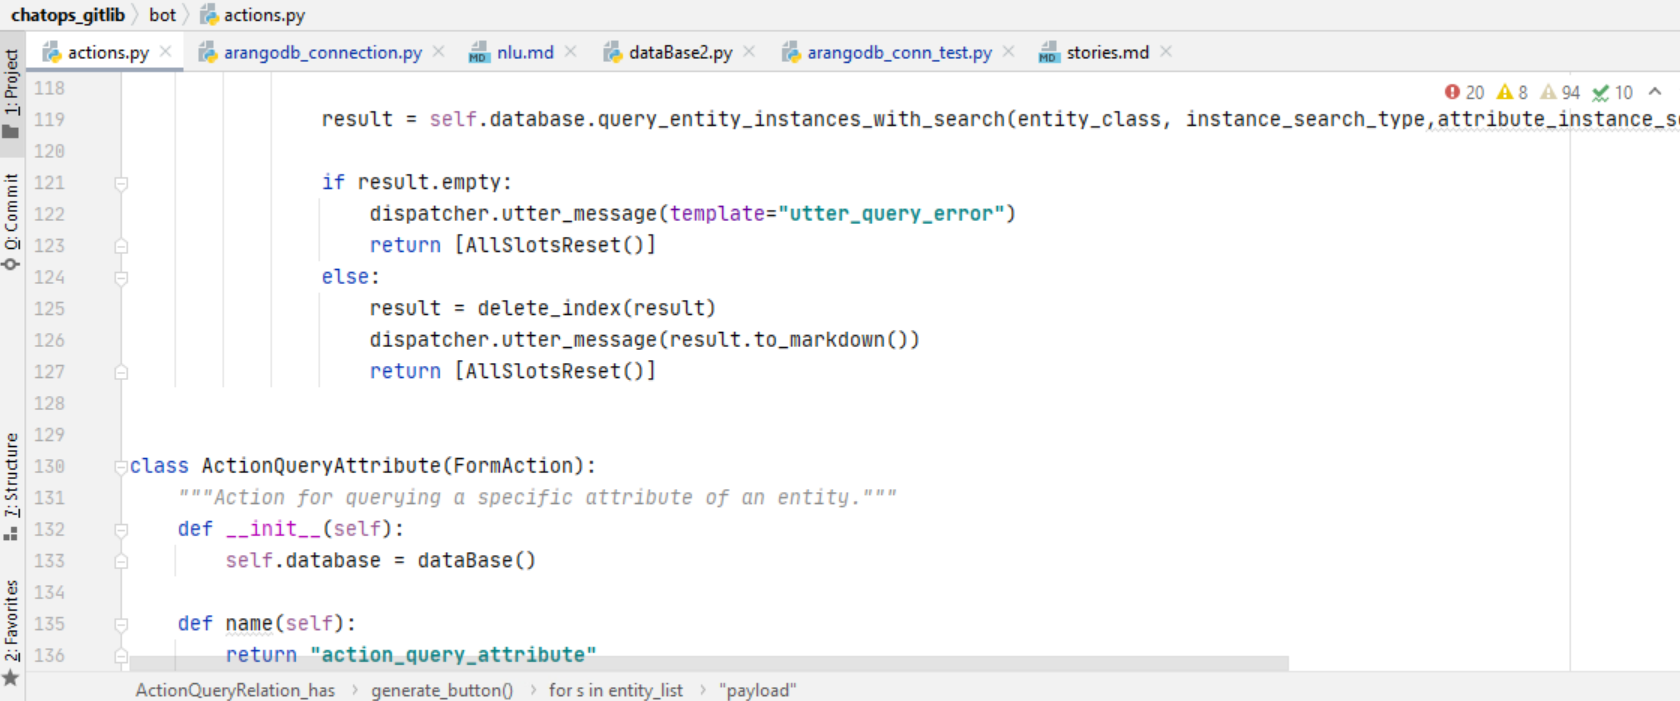 chatops_gitlib bot actions.py
actions.py arangodb_connection.py nlu.md dataBase2.py arangodb_conn_test.py stories.md
1: Project
0: Commit
7: Structure
2: Favorites
20 8 94 10
118
119 result = self.database.query_entity_instances_with_search(entity_class, instance_search_type,attribute_instance_s
120
121 if result.empty:
122 dispatcher.utter_message(template="utter_query_error")
123 return [AllSlotsReset()]
124 else:
125 result = delete_index(result)
126 dispatcher.utter_message(result.to_markdown())
127 return [AllSlotsReset()]
128
129
130 class ActionQueryAttribute(FormAction):
131 """Action for querying a specific attribute of an entity."""
132 def __init__(self):
133 self.database = dataBase()
134
135 def name(self):
136 return "action_query_attribute"
ActionQueryRelation_has › generate_button() › for s in entity_list › "payload"